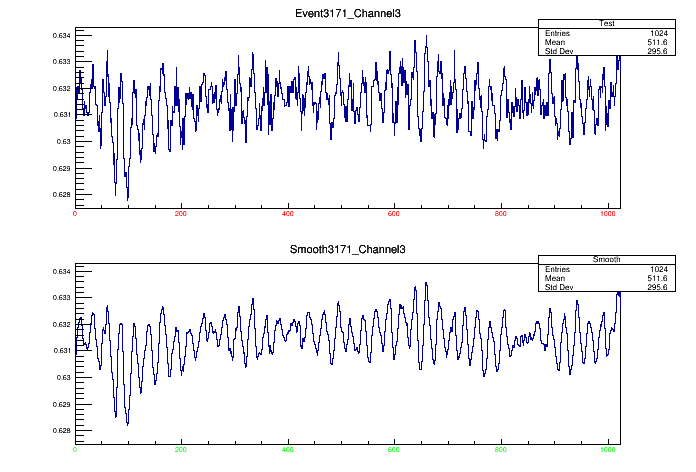 Event3171_Channel3
Test
Entries 1024
Mean 511.6
Std Dev 295.6
0.634
0.633
0.632
0.631
0.63
0.629
0.628
0 200 400 600 800 1000
Smooth3171_Channel3
Smooth
Entries 1024
Mean 511.6
Std Dev 295.6
0.634
0.633
0.632
0.631
0.63
0.629
0.628
0 200 400 600 800 1000